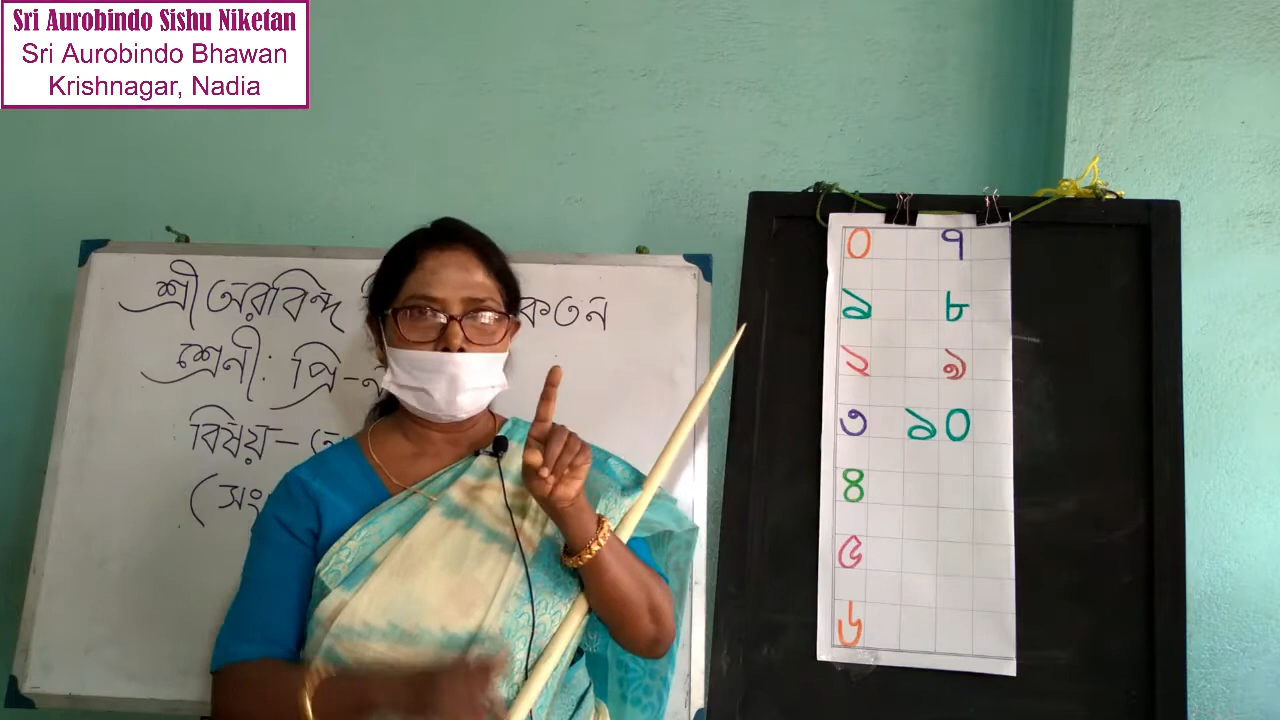 Sri Aurobindo Sishu Niketan
Sri Aurobindo Bhawan
Krishnagar, Nadia
শ্রী অরবিন্দ কেতন
শ্রেনী: প্রি-
বিষয়-
(সং
০ ৭
১ ৮
২ ৯
৩ ১০
৪
৫
৬